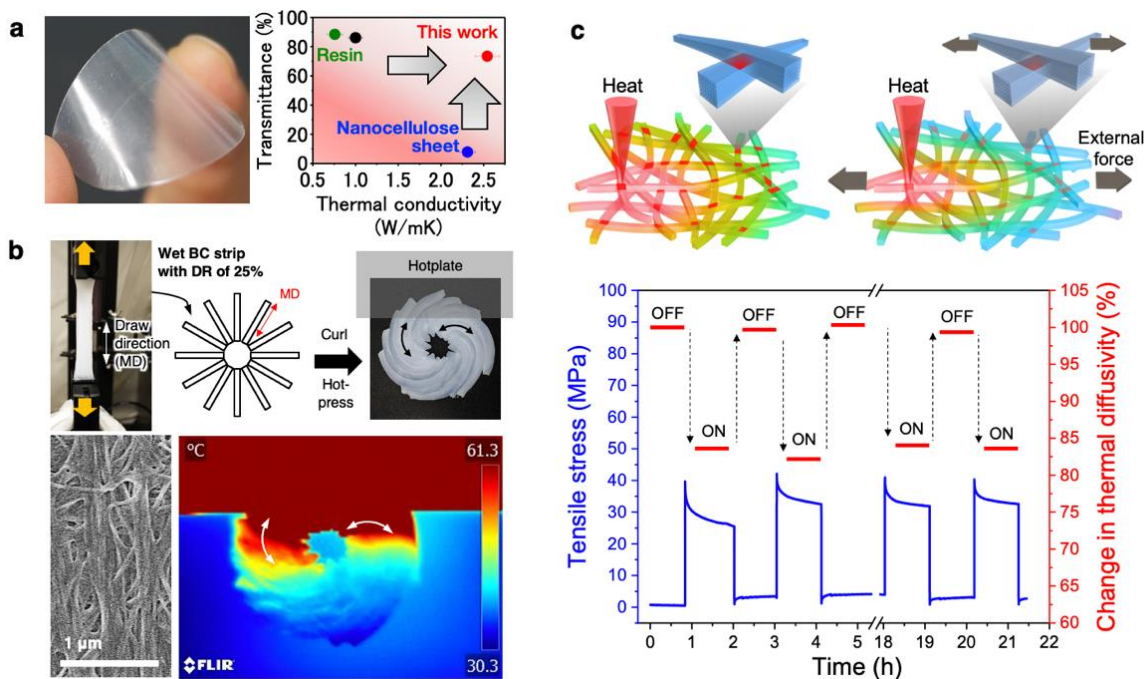 a
Transmittance (%)
100
80
60
40
20
0
This work
Resin
Nanocellulose
sheet
0.5
1.0
1.5
2.0
2.5
Thermal conductivity
(W/mK)
b
Draw
direction
(MD)
Wet BC strip
with DR of 25%
MD
Curl
Hot-
press
Hotplate
1 µm
°C
61.3
30.3
FLIR
c
Heat
Heat
External
force
Tensile stress (MPa)
100
90
80
70
60
50
40
30
20
10
0
OFF
OFF
OFF
OFF
ON
ON
ON
ON
105
100
95
90
85
80
75
70
65
60
Change in thermal diffusivity (%)
0 1 2 3 4 5 18 19 20 21 22
Time (h)